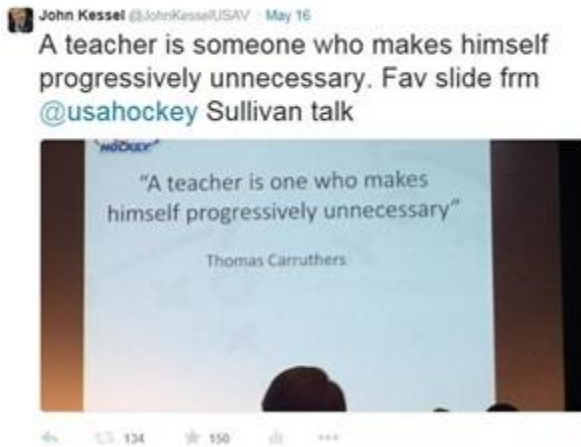 John Kessel @JohnKesselUSAV May 16
A teacher is someone who makes himself
progressively unnecessary. Fav slide frm
@usahockey Sullivan talk
HOCKEY
"A teacher is one who makes
himself progressively unnecessary"
Thomas Carruthers
134 150